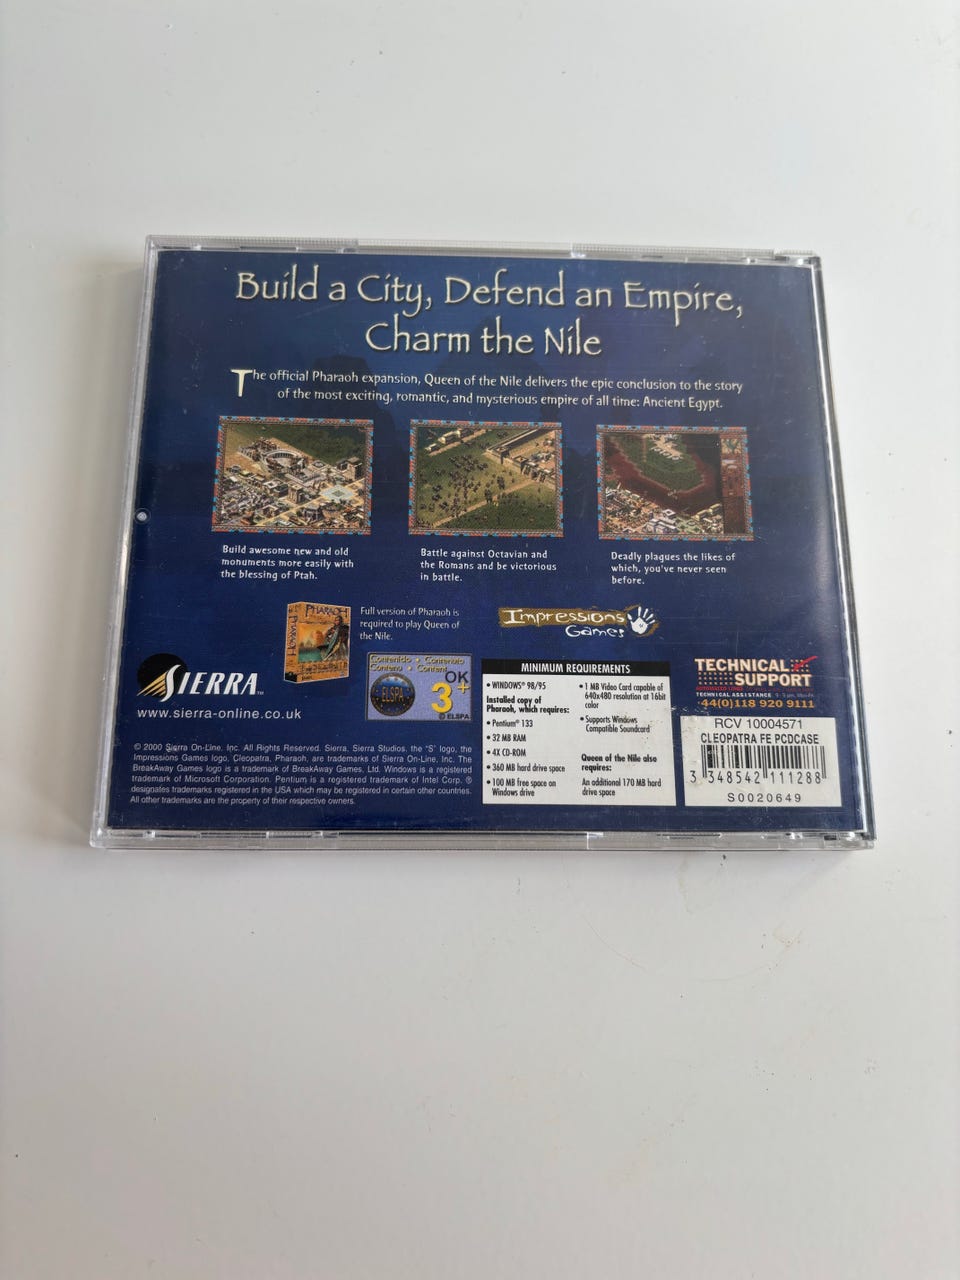 Build a City, Defend an Empire,
Charm the Nile
The official Pharaoh expansion, Queen of the Nile delivers the epic conclusion to the story
of the most exciting, romantic, and mysterious empire of all time: Ancient Egypt.
Build awesome new and old
monuments more easily with
the blessing of Ptah.
Battle against Octavian and
the Romans and be victorious
in battle.
Deadly plagues the likes of
which, you've never seen
before.
PHARAOH
PHARAOH
Full version of Pharaoh is
required to play Queen of
the Nile.
Impressions
Games
SIERRA™
www.sierra-online.co.uk
Contenido • Contenuto
Contenu • Content
OK
3+
ELSPA
© ELSPA
MINIMUM REQUIREMENTS
• WINDOWS® 98/95
Installed copy of
Pharaoh, which requires:
• Pentium® 133
• 32 MB RAM
• 4X CD-ROM
• 360 MB hard drive space
• 100 MB free space on
Windows drive
• 1 MB Video Card capable of
640x480 resolution at 16bit
color
• Supports Windows
Compatible Soundcard
Queen of the Nile also
requires:
An additional 170 MB hard
drive space
TECHNICAL
SUPPORT
TECHNICAL ASSISTANCE
44(0)118 920 9111
RCV 10004571
CLEOPATRA FE PCDCASE
3 348542 111288
S0020649
© 2000 Sierra On-Line, Inc. All Rights Reserved. Sierra, Sierra Studios, the "S" logo, the
Impressions Games logo, Cleopatra, Pharaoh, are trademarks of Sierra On-Line, Inc. The
BreakAway Games logo is a trademark of BreakAway Games, Ltd. Windows is a registered
trademark of Microsoft Corporation. Pentium is a registered trademark of Intel Corp. ®
designates trademarks registered in the USA which may be registered in certain other countries.
All other trademarks are the property of their respective owners.